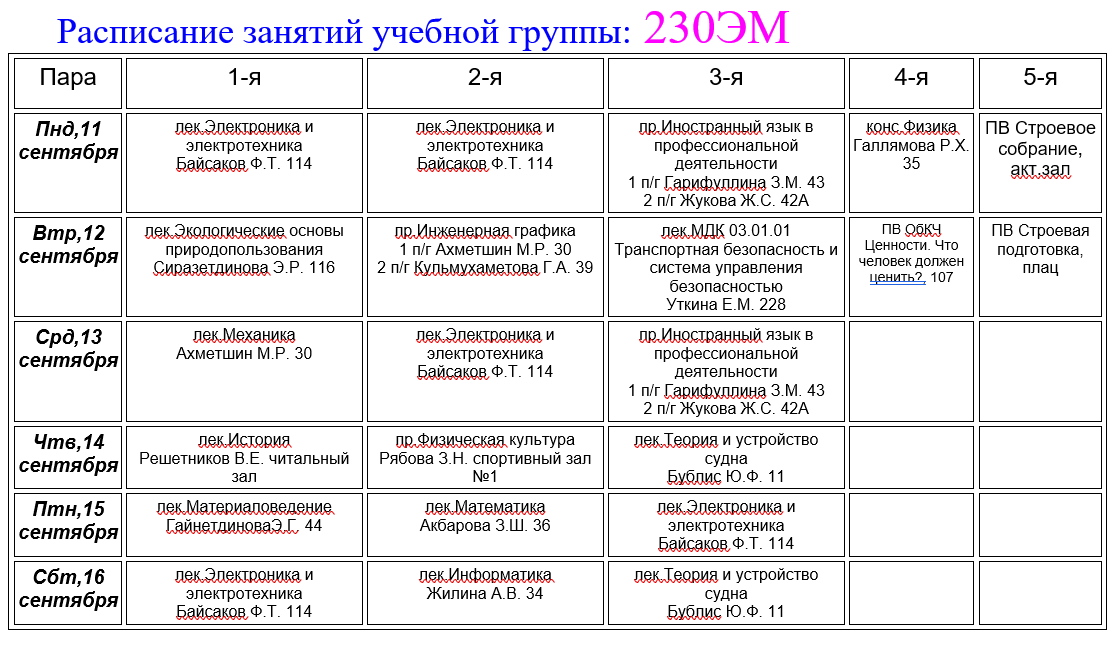 Расписание занятий учебной группы: 230ЭМ
Пара
1-я
2-я
3-я
4-я
5-я
Пнд,11
сентября
лек.Электроника и
электротехника
Байсаков Ф.Т. 114
лек.Электроника и
электротехника
Байсаков Ф.Т. 114
пр.Иностранный язык в
профессиональной
деятельности
1 п/г Гарифуллина З.М. 43
2 п/г Жукова Ж.С. 42А
конс.Физика
Галлямова Р.Х.
35
ПВ Строевое
собрание,
акт.зал
Втр,12
сентября
лек.Экологические основы
природопользования
Сиразетдинова Э.Р. 116
пр.Инженерная графика
1 п/г Ахметшин М.Р. 30
2 п/г Кульмухаметова Г.А. 39
лек.МДК 03.01.01
Транспортная безопасность и
система управления
безопасностью
Уткина Е.М. 228
ПВ ОбКЧ
Ценности. Что
человек должен
ценить?, 107
ПВ Строевая
подготовка,
плац
Срд,13
сентября
лек.Механика
Ахметшин М.Р. 30
лек.Электроника и
электротехника
Байсаков Ф.Т. 114
пр.Иностранный язык в
профессиональной
деятельности
1 п/г Гарифуллина З.М. 43
2 п/г Жукова Ж.С. 42А
Чтв,14
сентября
лек.История
Решетников В.Е. читальный
зал
пр.Физическая культура
Рябова З.Н. спортивный зал
№1
лек.Теория и устройство
судна
Бублис Ю.Ф. 11
Птн,15
сентября
лек.Материаловедение
ГайнетдиноваЭ.Г. 44
лек.Математика
Акбарова З.Ш. 36
лек.Электроника и
электротехника
Байсаков Ф.Т. 114
Сбт,16
сентября
лек.Электроника и
электротехника
Байсаков Ф.Т. 114
лек.Информатика
Жилина А.В. 34
лек.Теория и устройство
судна
Бублис Ю.Ф. 11